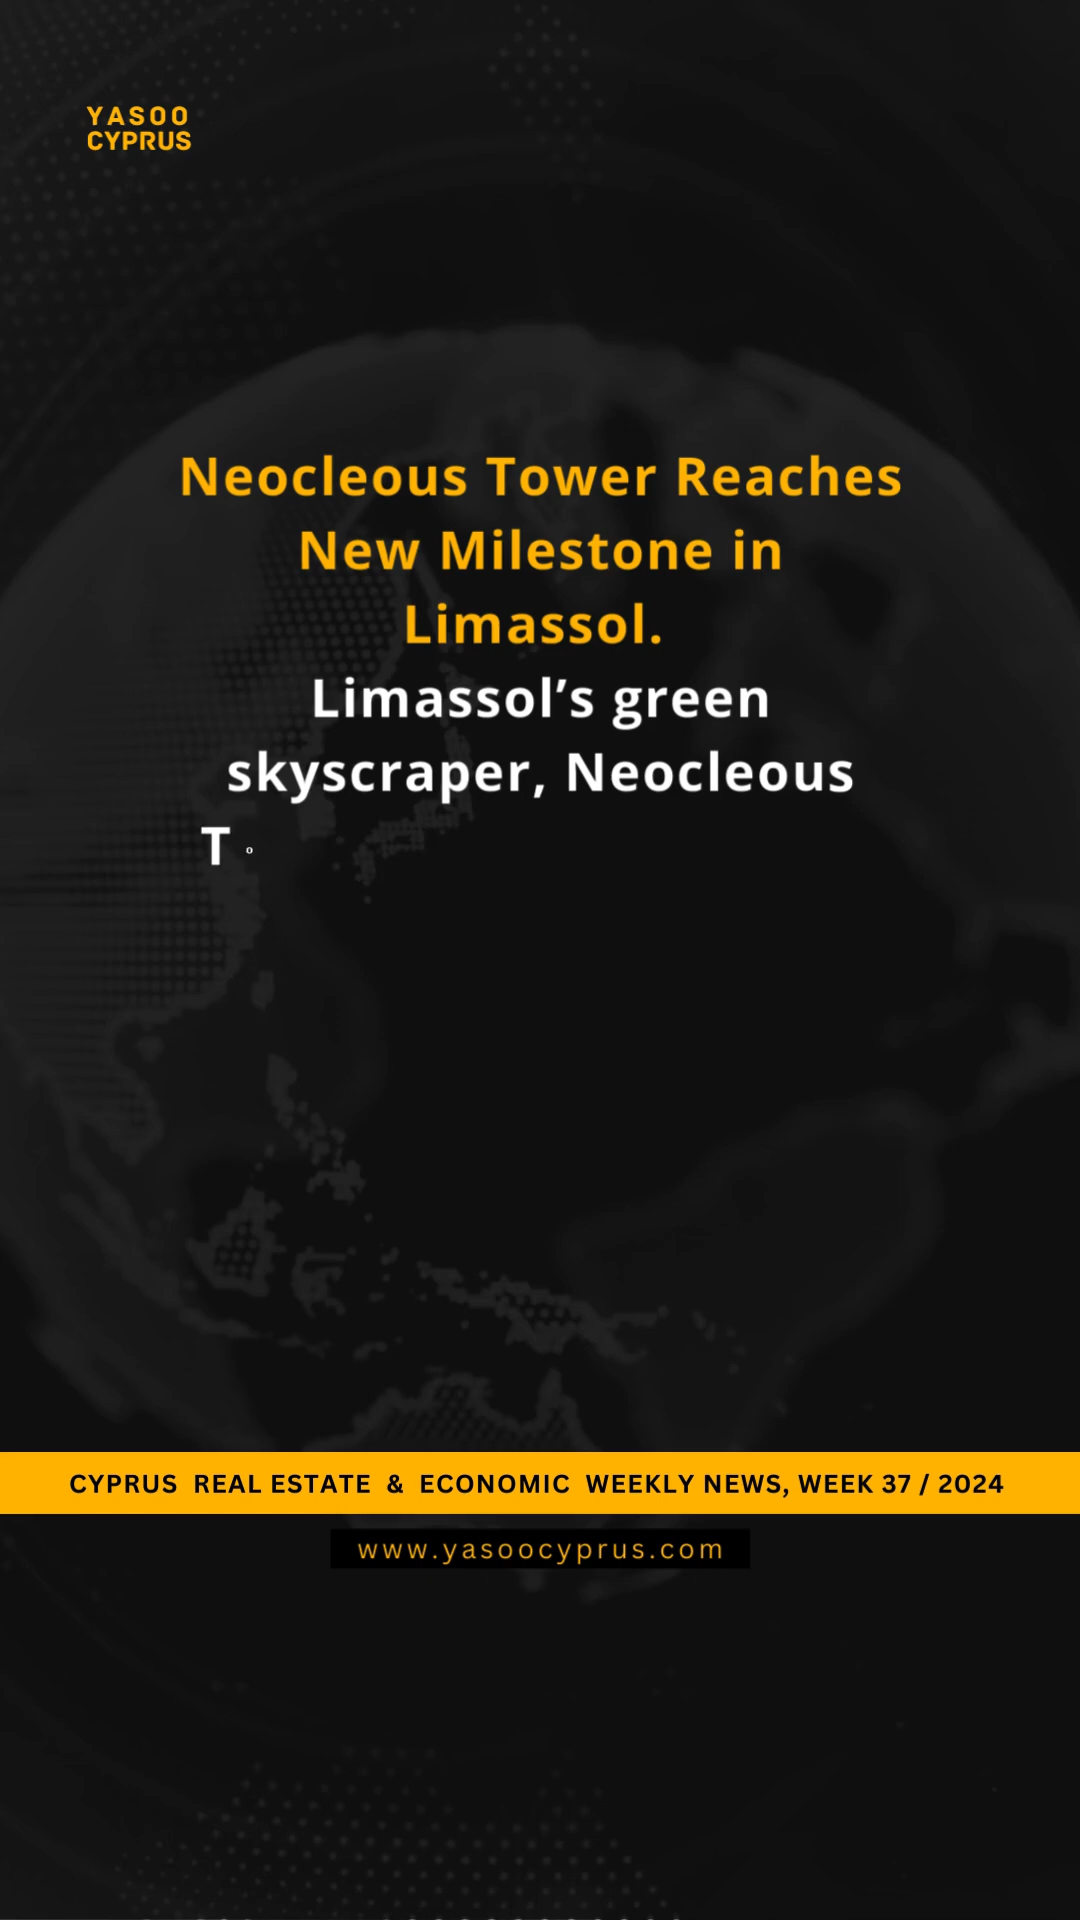 YASOO
CYPRUS
Neocleous Tower Reaches
New Milestone in
Limassol.
Limassol’s green
skyscraper, Neocleous
To
CYPRUS REAL ESTATE & ECONOMIC WEEKLY NEWS, WEEK 37 / 2024
www.yasoocyprus.com